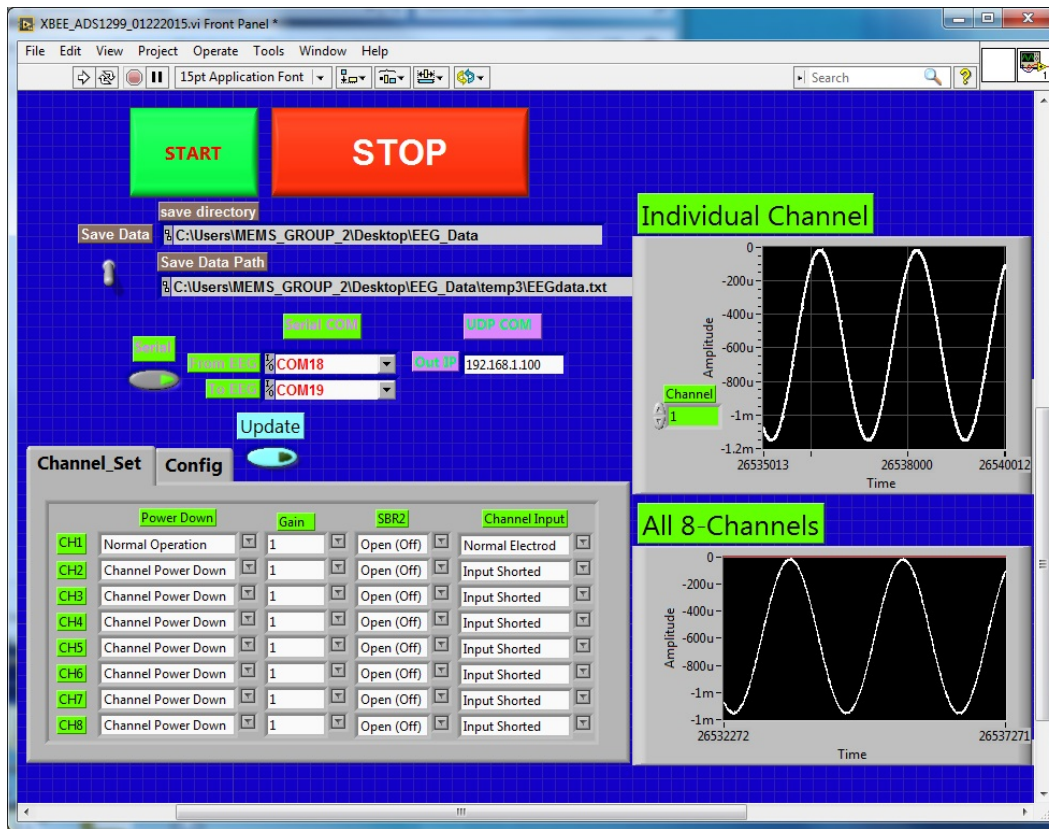 XBEE_ADS1299_01222015.vi Front Panel *
File Edit View Project Operate Tools Window Help
15pt Application Font
Search
1
START
STOP
save directory
Save Data
C:\Users\MEMS_GROUP_2\Desktop\EEG_Data
Save Data Path
C:\Users\MEMS_GROUP_2\Desktop\EEG_Data\temp3\EEGdata.txt
Serial COM
UDP COM
Serial
COM18
Out IP
192.168.1.100
COM19
Update
Channel_Set Config
Power Down Gain SBR2 Channel Input
CH1 Normal Operation 1 Open (Off) Normal Electrod
CH2 Channel Power Down 1 Open (Off) Input Shorted
CH3 Channel Power Down 1 Open (Off) Input Shorted
CH4 Channel Power Down 1 Open (Off) Input Shorted
CH5 Channel Power Down 1 Open (Off) Input Shorted
CH6 Channel Power Down 1 Open (Off) Input Shorted
CH7 Channel Power Down 1 Open (Off) Input Shorted
CH8 Channel Power Down 1 Open (Off) Input Shorted
Individual Channel
0
-200u
-400u
-600u
-800u
-1m
-1.2m
Amplitude
Channel
1
26535013 26538000 26540012
Time
All 8-Channels
0
-200u
-400u
-600u
-800u
-1m
-1m
Amplitude
26532272 26537271
Time